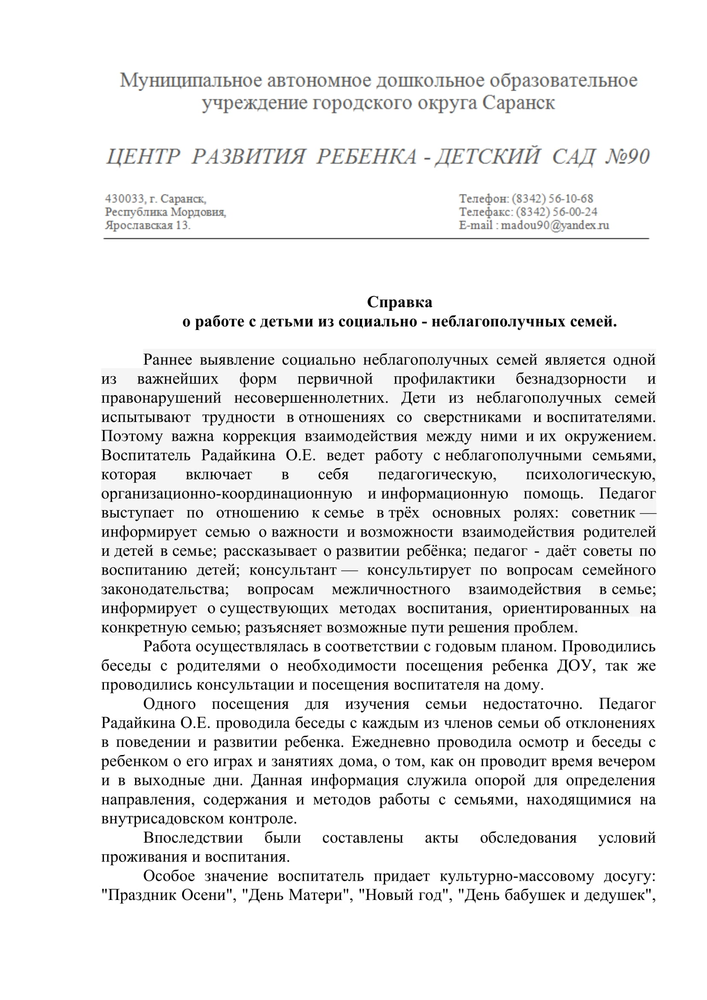 Муниципальное автономное дошкольное образовательное
учреждение городского округа Саранск
ЦЕНТР РАЗВИТИЯ РЕБЕНКА - ДЕТСКИЙ САД №90
430033, г. Саранск,
Республика Мордовия,
Ярославская 13.
Телефон: (8342) 56-10-68
Телефакс: (8342) 56-00-24
E-mail : madou90@yandex.ru
Справка
о работе с детьми из социально - неблагополучных семей.
Раннее выявление социально неблагополучных семей является одной
из важнейших форм первичной профилактики безнадзорности и
правонарушений несовершеннолетних. Дети из неблагополучных семей
испытывают трудности в отношениях со сверстниками и воспитателями.
Поэтому важна коррекция взаимодействия между ними и их окружением.
Воспитатель Радайкина О.Е. ведет работу с неблагополучными семьями,
которая включает в себя педагогическую, психологическую,
организационно-координационную и информационную помощь. Педагог
выступает по отношению к семье в трёх основных ролях: советник —
информирует семью о важности и возможности взаимодействия родителей
и детей в семье; рассказывает о развитии ребёнка; педагог - даёт советы по
воспитанию детей; консультант — консультирует по вопросам семейного
законодательства; вопросам межличностного взаимодействия в семье;
информирует о существующих методах воспитания, ориентированных на
конкретную семью; разъясняет возможные пути решения проблем.
Работа осуществлялась в соответствии с годовым планом. Проводились
беседы с родителями о необходимости посещения ребенка ДОУ, так же
проводились консультации и посещения воспитателя на дому.
Одного посещения для изучения семьи недостаточно. Педагог
Радайкина О.Е. проводила беседы с каждым из членов семьи об отклонениях
в поведении и развитии ребенка. Ежедневно проводила осмотр и беседы с
ребенком о его играх и занятиях дома, о том, как он проводит время вечером
и в выходные дни. Данная информация служила опорой для определения
направления, содержания и методов работы с семьями, находящимися на
внутрисадовском контроле.
Впоследствии были составлены акты обследования условий
проживания и воспитания.
Особое значение воспитатель придает культурно-массовому досугу:
"Праздник Осени", "День Матери", "Новый год", "День бабушек и дедушек",